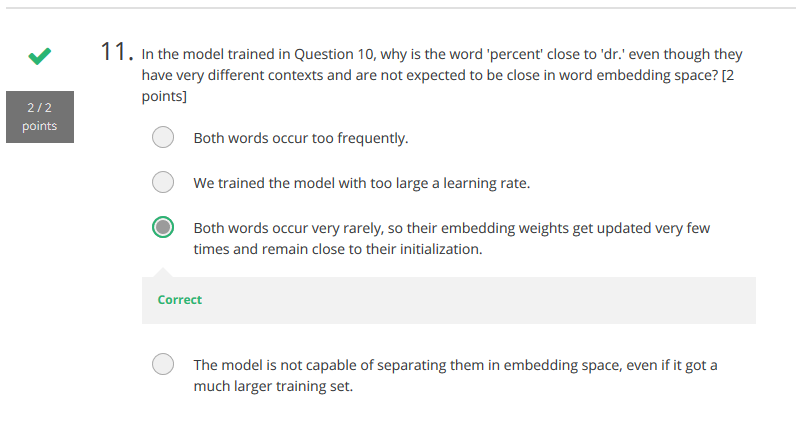 11. In the model trained in Question 10, why is the word 'percent' close to 'dr.' even though they
have very different contexts and are not expected to be close in word embedding space? [2
points]
2 / 2
points
Both words occur too frequently.
We trained the model with too large a learning rate.
Both words occur very rarely, so their embedding weights get updated very few
times and remain close to their initialization.
Correct
The model is not capable of separating them in embedding space, even if it got a
much larger training set.